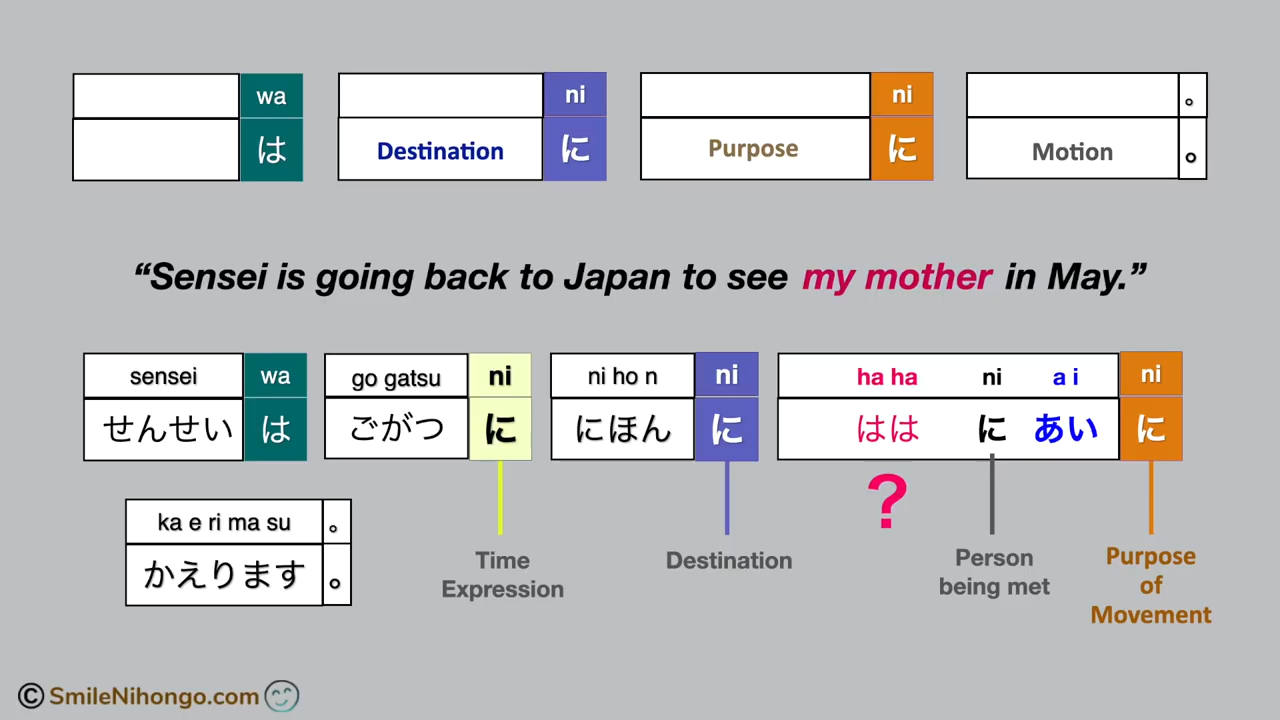 wa ni ni 。
は Destination に Purpose に Motion 。
“Sensei is going back to Japan to see my mother in May.”
sensei wa go gatsu ni ni ho n ni ha ha ni a i ni
せんせい は ごがつ に にほん に はは に あい に
?
ka e ri ma su 。
かえります 。
Time Expression
Destination
Person being met
Purpose of Movement
© SmileNihongo.com